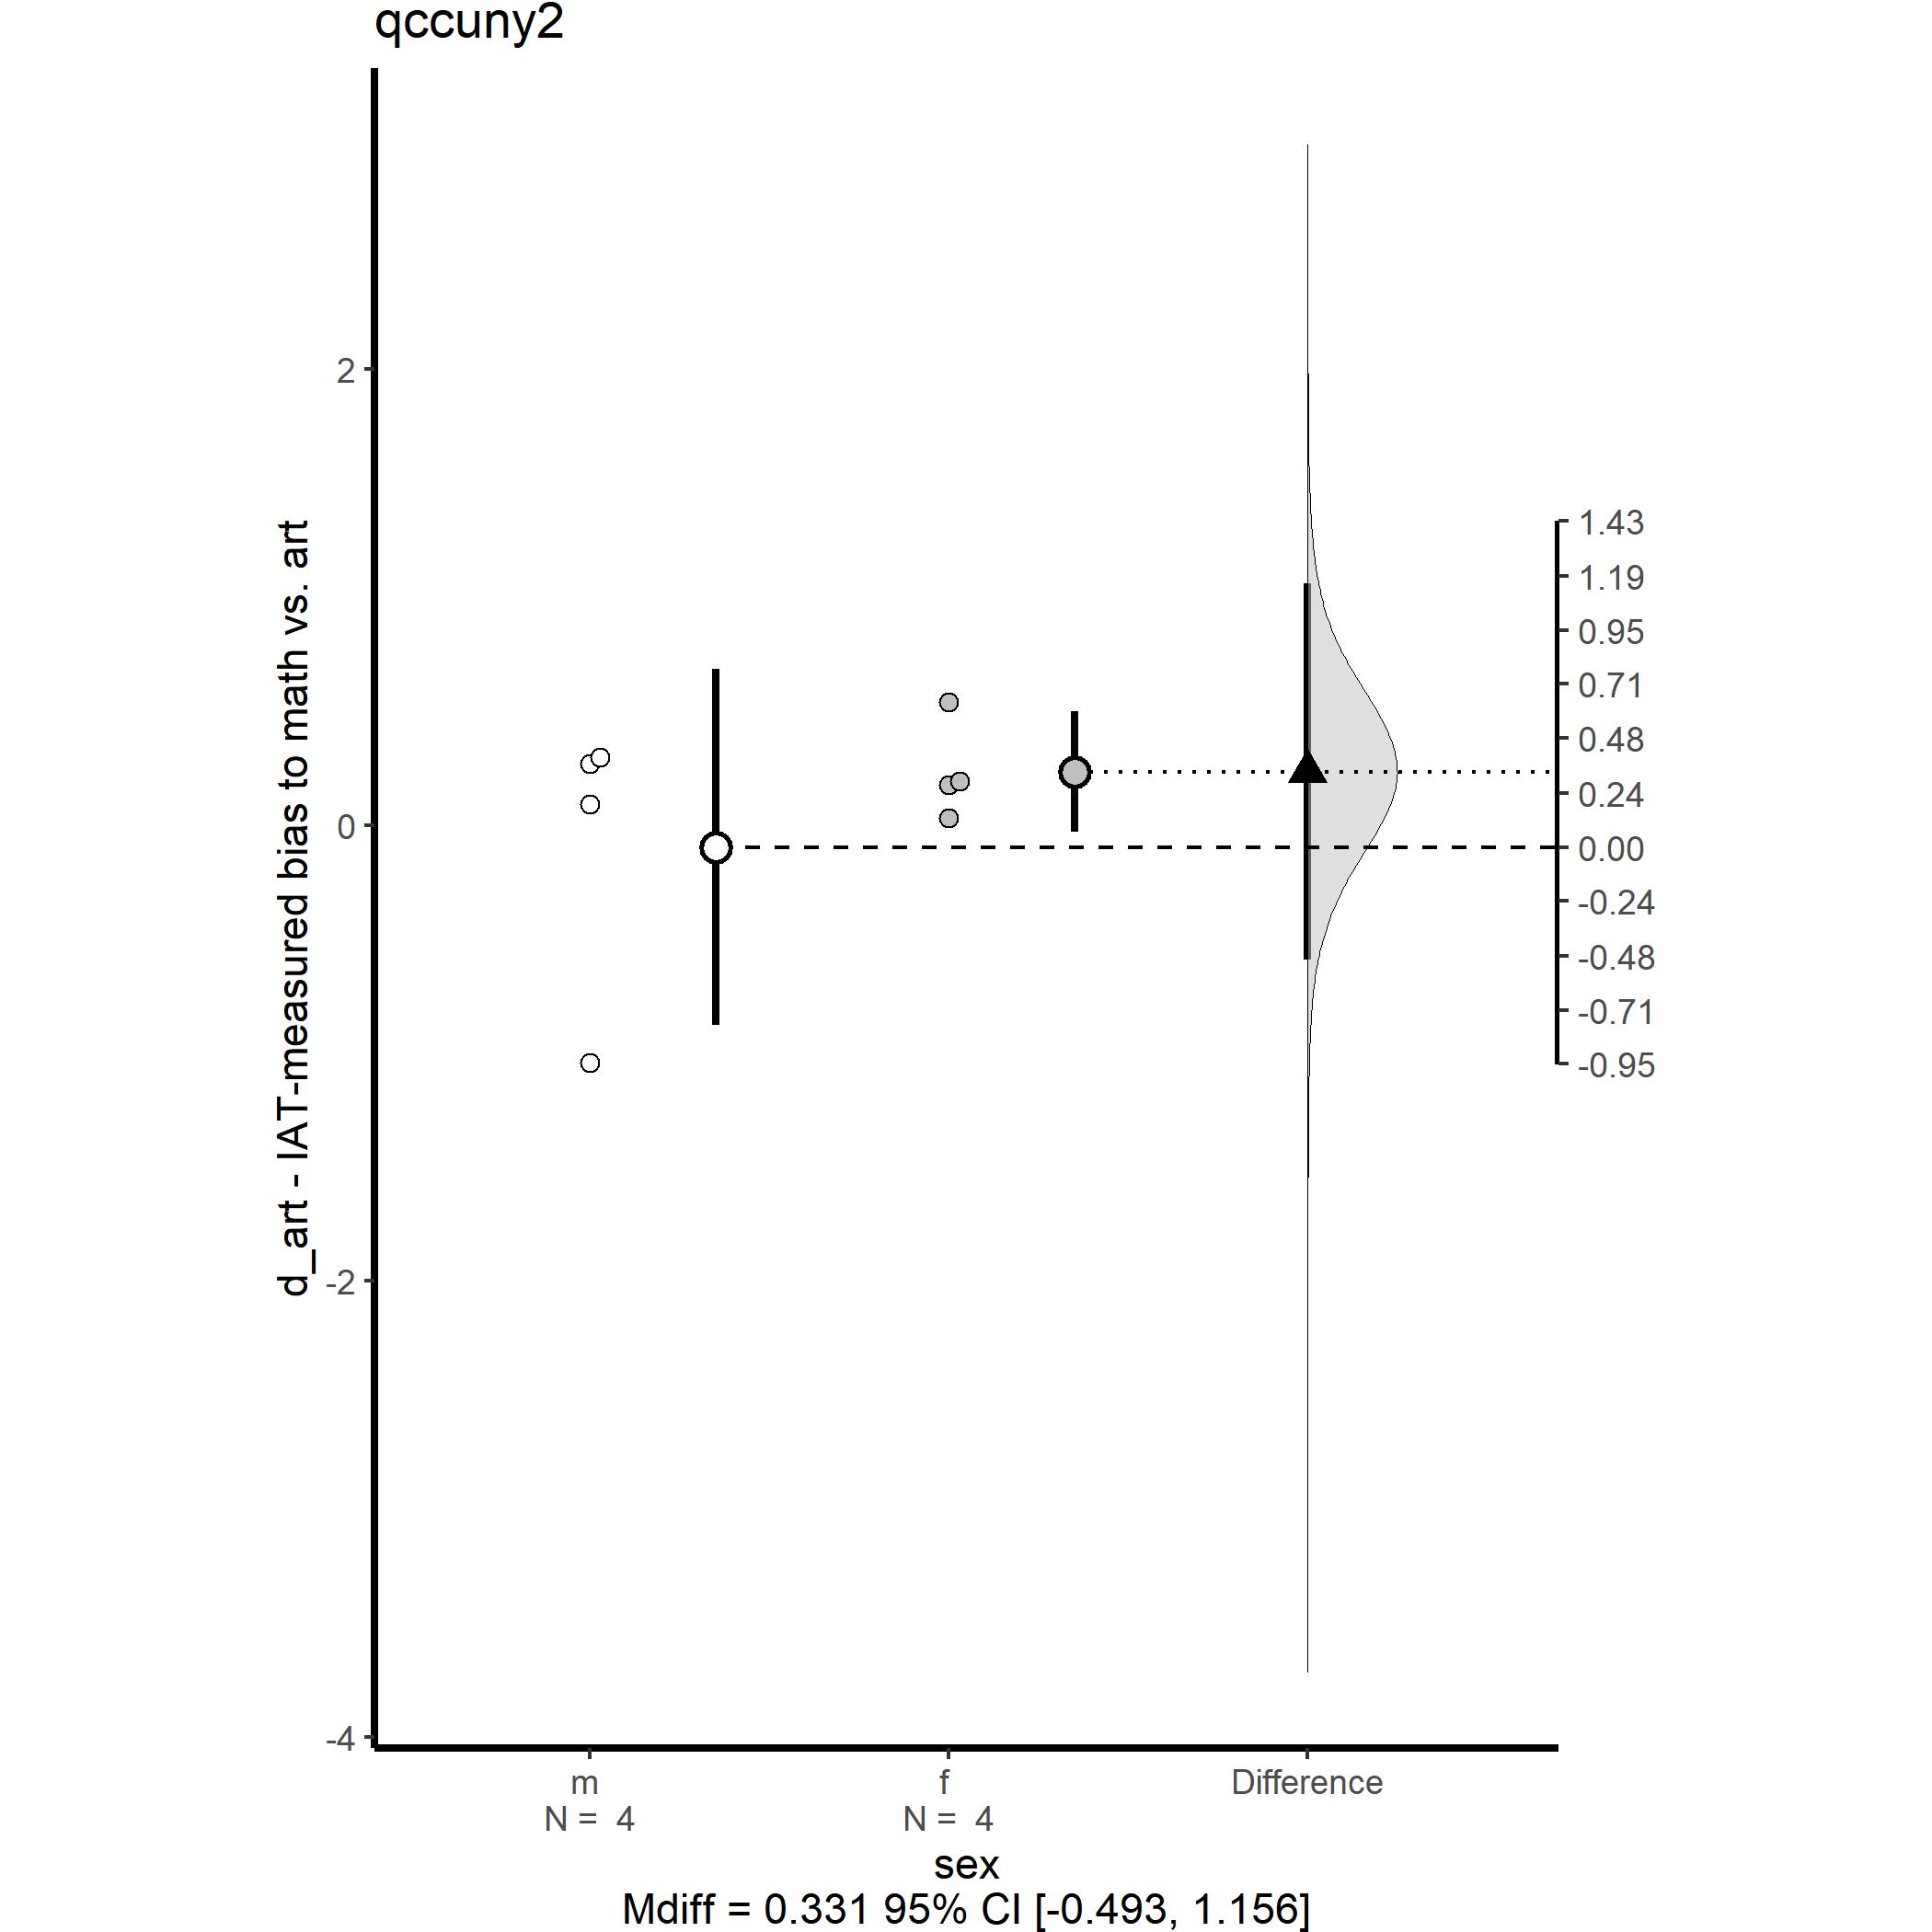 qccuny2
d_art - IAT-measured bias to math vs. art
2
0
-2
-4
1.43
1.19
0.95
0.71
0.48
0.24
0.00
-0.24
-0.48
-0.71
-0.95
m
N = 4
f
N = 4
Difference
sex
Mdiff = 0.331 95% CI [-0.493, 1.156]